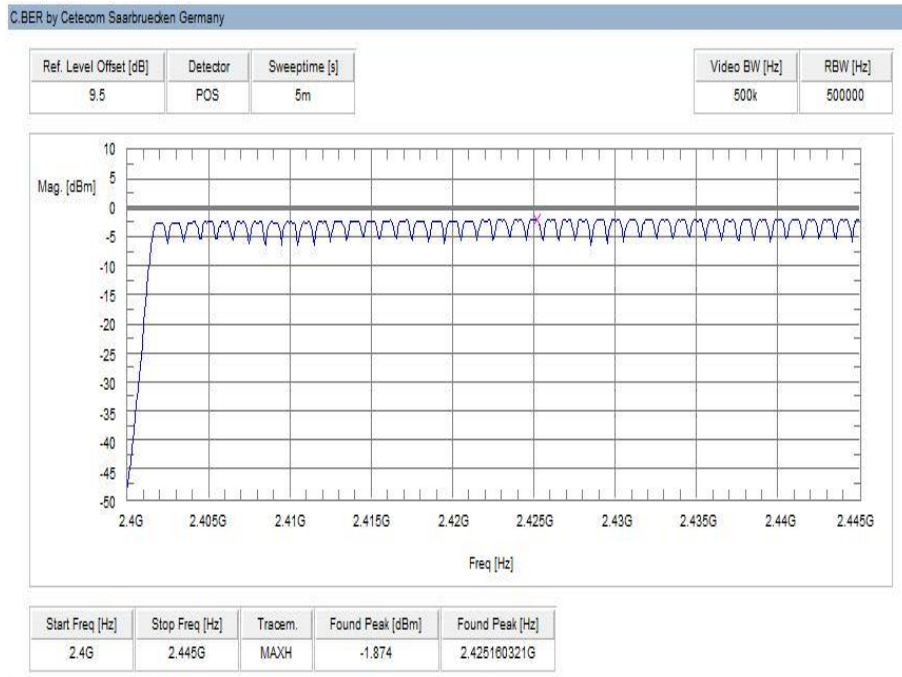 C.BER by Cetecom Saarbruecken Germany
Ref. Level Offset [dB] Detector Sweeptime [s] Video BW [Hz] RBW [Hz]
9.5 POS 5m 500k 500000
Mag. [dBm]
10
5
0
-5
-10
-15
-20
-25
-30
-35
-40
-45
-50
2.4G 2.405G 2.41G 2.415G 2.42G 2.425G 2.43G 2.435G 2.44G 2.445G
Freq [Hz]
Start Freq [Hz] Stop Freq [Hz] Tracem. Found Peak [dBm] Found Peak [Hz]
2.4G 2.445G MAXH -1.874 2.425160321G